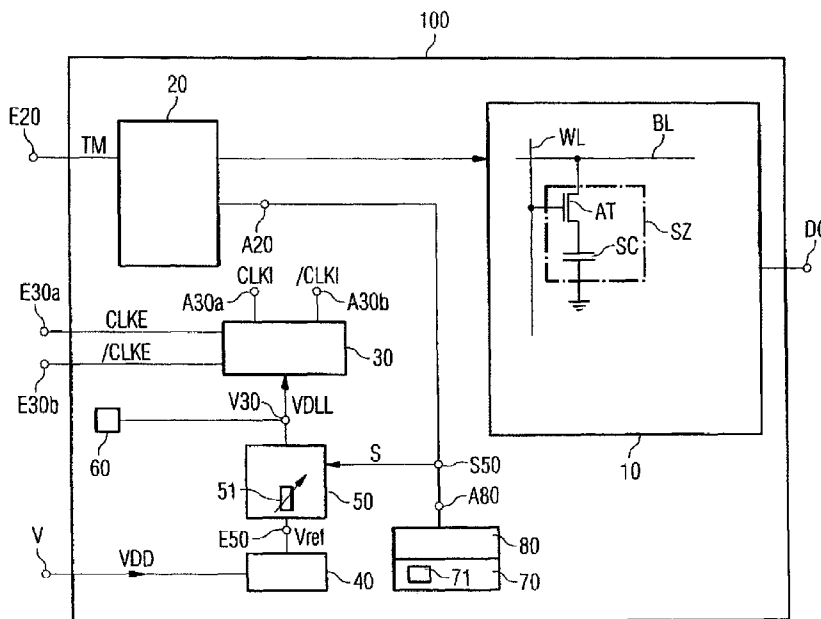 100
20
E20
TM
WL
BL
AT
SZ
SC
A20
CLKI
/CLKI
A30a
A30b
E30a
CLKE
30
/CLKE
E30b
V30
VDLL
60
10
S
S50
51
50
A80
E50
Vref
V
VDD
40
80
71
70